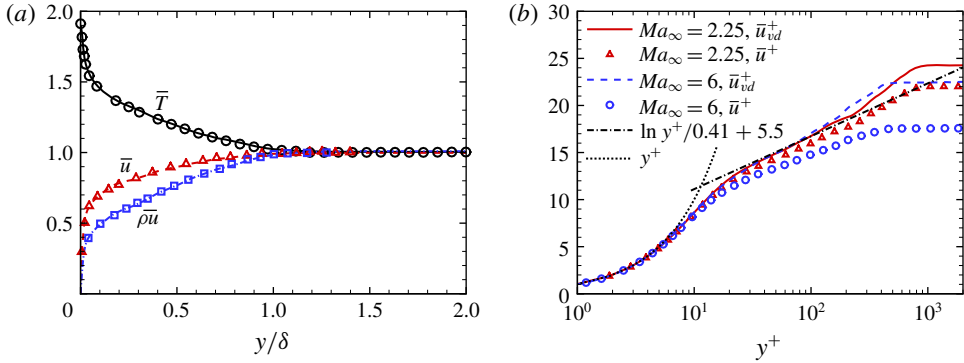 (a)
2.0
1.5
1.0
0.5
0
0.5
1.0
1.5
2.0
y/δ
T̅
u̅
ρu̅
(b)
30
25
20
15
10
5
0
10⁰
10¹
10²
10³
y⁺
Ma∞ = 2.25, u̅⁺vd
Ma∞ = 2.25, u̅⁺
Ma∞ = 6, u̅⁺vd
Ma∞ = 6, u̅⁺
ln y⁺/0.41 + 5.5
y⁺